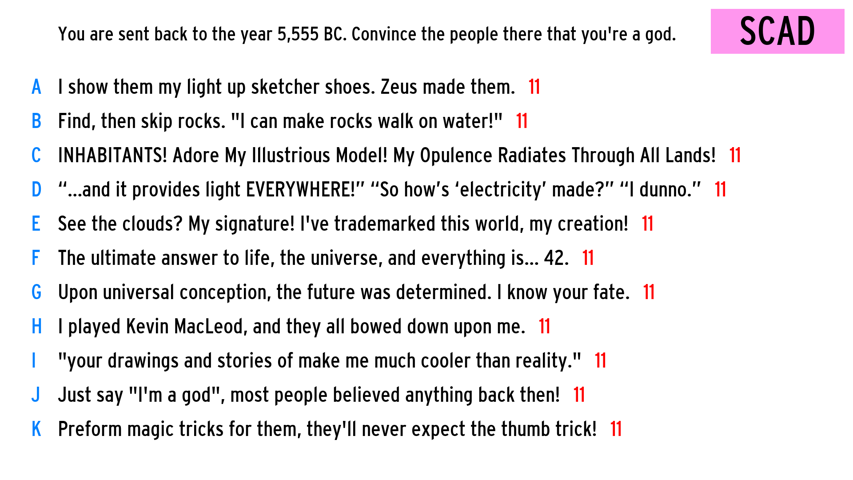 You are sent back to the year 5,555 BC. Convince the people there that you're a god.
SCAD
A I show them my light up sketcher shoes. Zeus made them. 11
B Find, then skip rocks. "I can make rocks walk on water!" 11
C INHABITANTS! Adore My Illustrious Model! My Opulence Radiates Through All Lands! 11
D “...and it provides light EVERYWHERE!” “So how’s ‘electricity’ made?” “I dunno.” 11
E See the clouds? My signature! I've trademarked this world, my creation! 11
F The ultimate answer to life, the universe, and everything is... 42. 11
G Upon universal conception, the future was determined. I know your fate. 11
H I played Kevin MacLeod, and they all bowed down upon me. 11
I "your drawings and stories of make me much cooler than reality." 11
J Just say "I'm a god", most people believed anything back then! 11
K Preform magic tricks for them, they'll never expect the thumb trick! 11